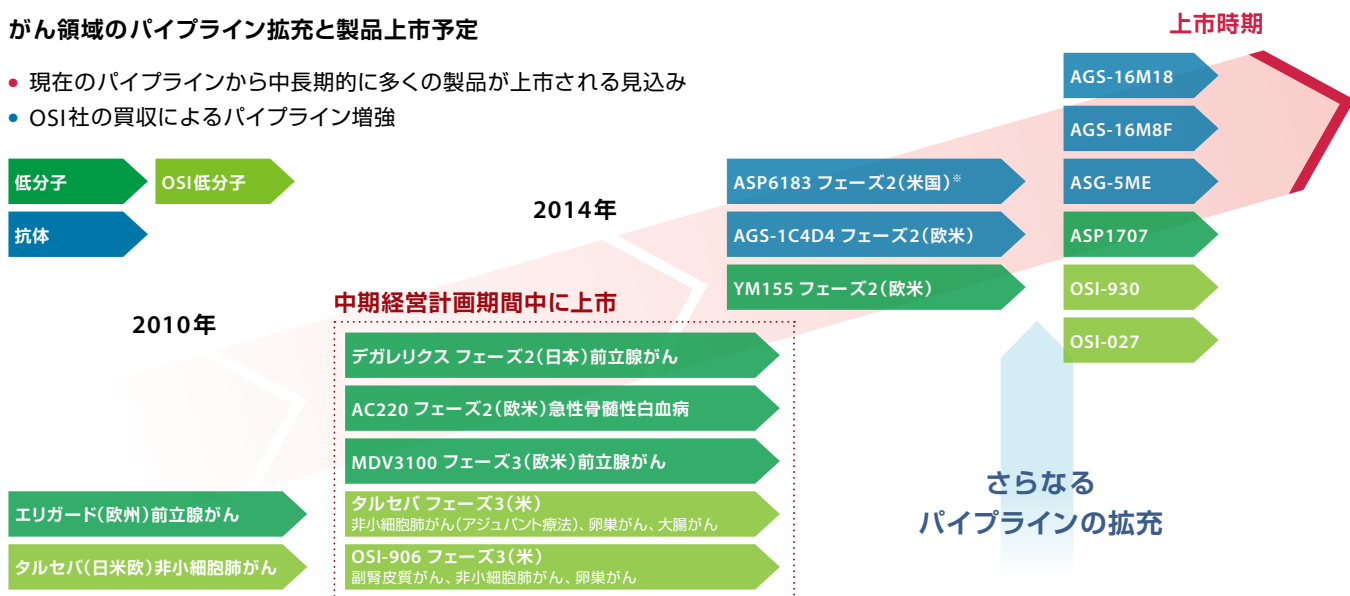 がん領域のパイプライン拡充と製品上市予定
• 現在のパイプラインから中長期的に多くの製品が上市される見込み
• OSI社の買収によるパイプライン増強
低分子
OSI低分子
抗体
2010年
エリガード（欧州）前立腺がん
タルセバ（日米欧）非小細胞肺がん
2014年
中期経営計画期間中に上市
デガレリクス フェーズ2（日本）前立腺がん
AC220 フェーズ2（欧米）急性骨髄性白血病
MDV3100 フェーズ3（欧米）前立腺がん
タルセバ フェーズ3（米）
非小細胞肺がん（アジュバント療法）、卵巣がん、大腸がん
OSI-906 フェーズ3（米）
副腎皮質がん、非小細胞肺がん、卵巣がん
ASP6183 フェーズ2（米国）※
AGS-1C4D4 フェーズ2（欧米）
YM155 フェーズ2（欧米）
上市時期
AGS-16M18
AGS-16M8F
ASG-5ME
ASP1707
OSI-930
OSI-027
さらなる
パイプラインの拡充